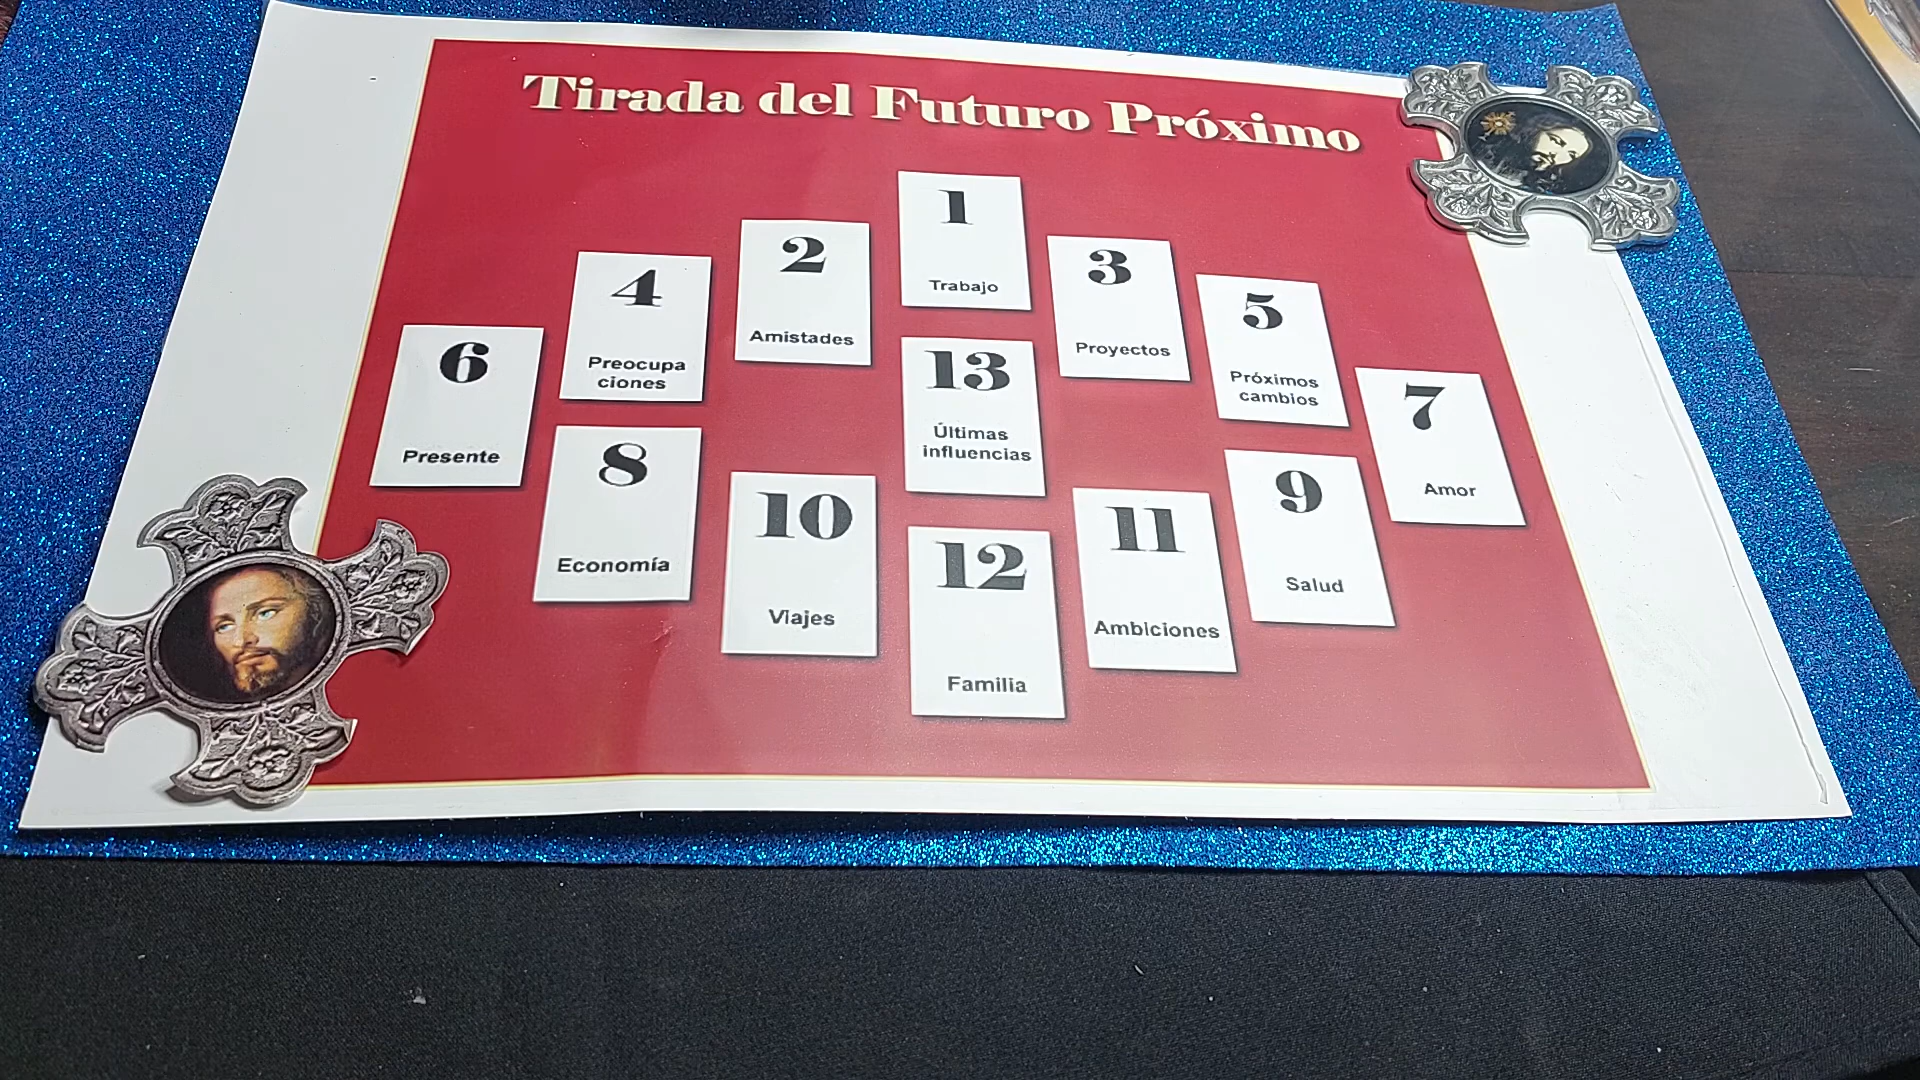 Tirada del Futuro Próximo
1
Trabajo
2
Amistades
3
Proyectos
4
Preocupa
ciones
5
Próximos
cambios
6
Presente
7
Amor
8
Economía
9
Salud
10
Viajes
11
Ambiciones
12
Familia
13
Últimas
influencias